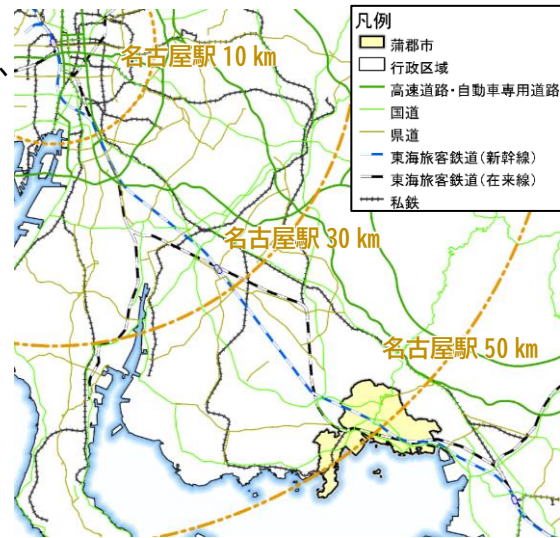 、
名古屋駅 10 km
凡例
蒲郡市
行政区域
高速道路・自動車専用道路
国道
県道
東海旅客鉄道(新幹線)
東海旅客鉄道(在来線)
私鉄
名古屋駅 30 km
名古屋駅 50 km